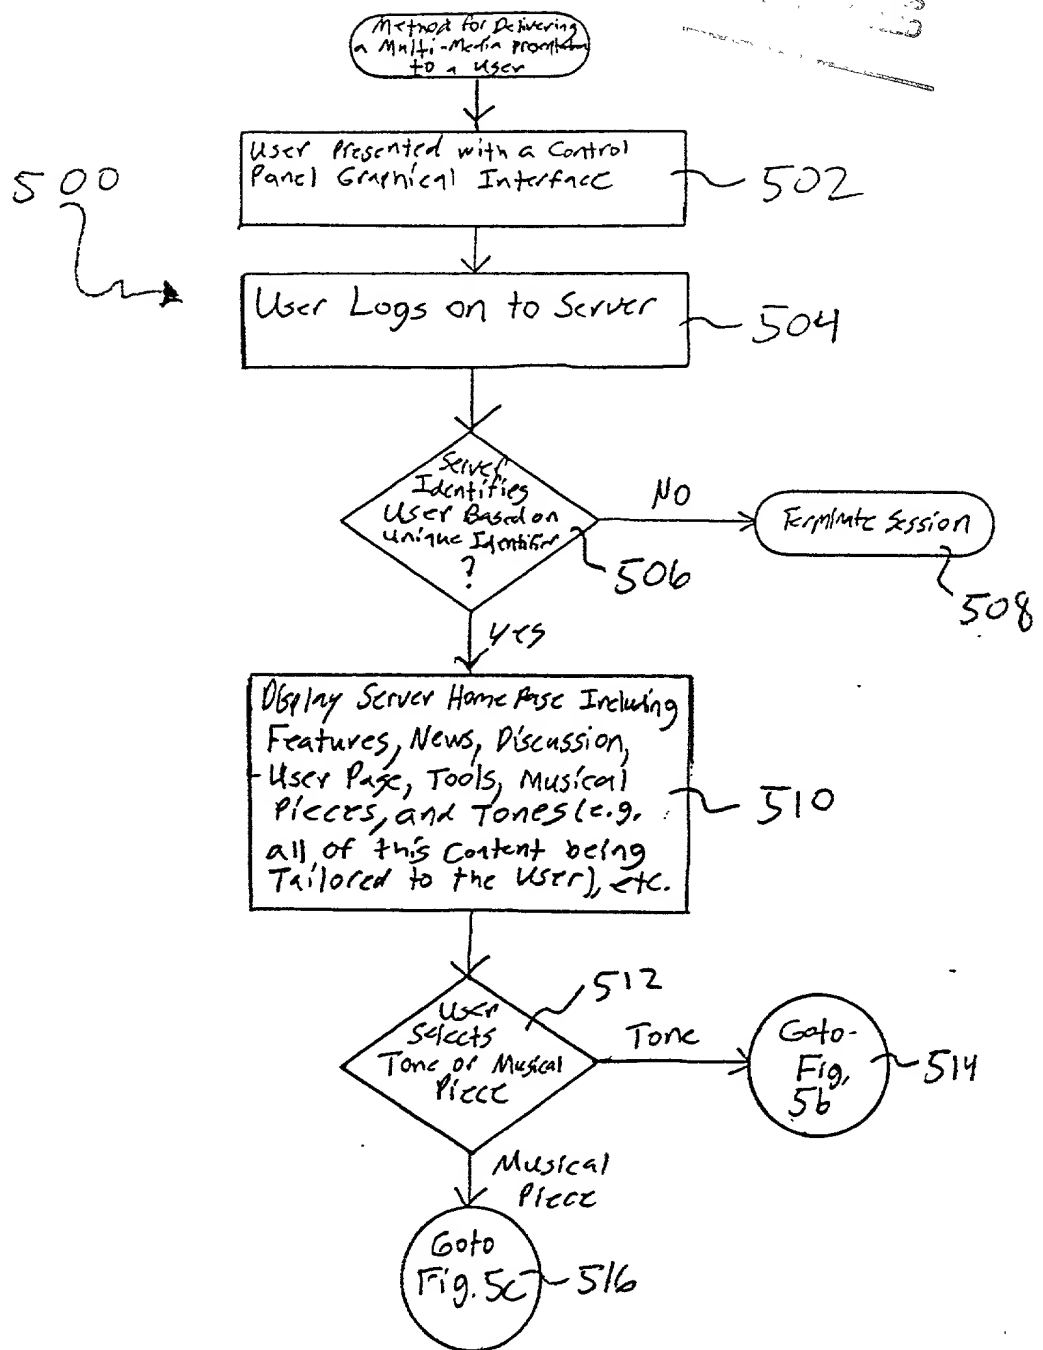 Method for Delivering
a Multi-Media presentation
to a User
User Presented with a Control
Panel Graphical Interface
502
500
User Logs on to Server
504
Server
Identifies
User Based on
Unique Identifier
?
506
NO
Terminate Session
508
yes
Display Server Home Page Including
Features, News, Discussion,
User Page, Tools, Musical
Pieces, and Tones (e.g.
all of this Content being
Tailored to the User), etc.
510
User
Selects
Tone or Musical
Piece
512
Tone
Goto
Fig.
5b
514
Musical
Piece
Goto
Fig. 5c
516